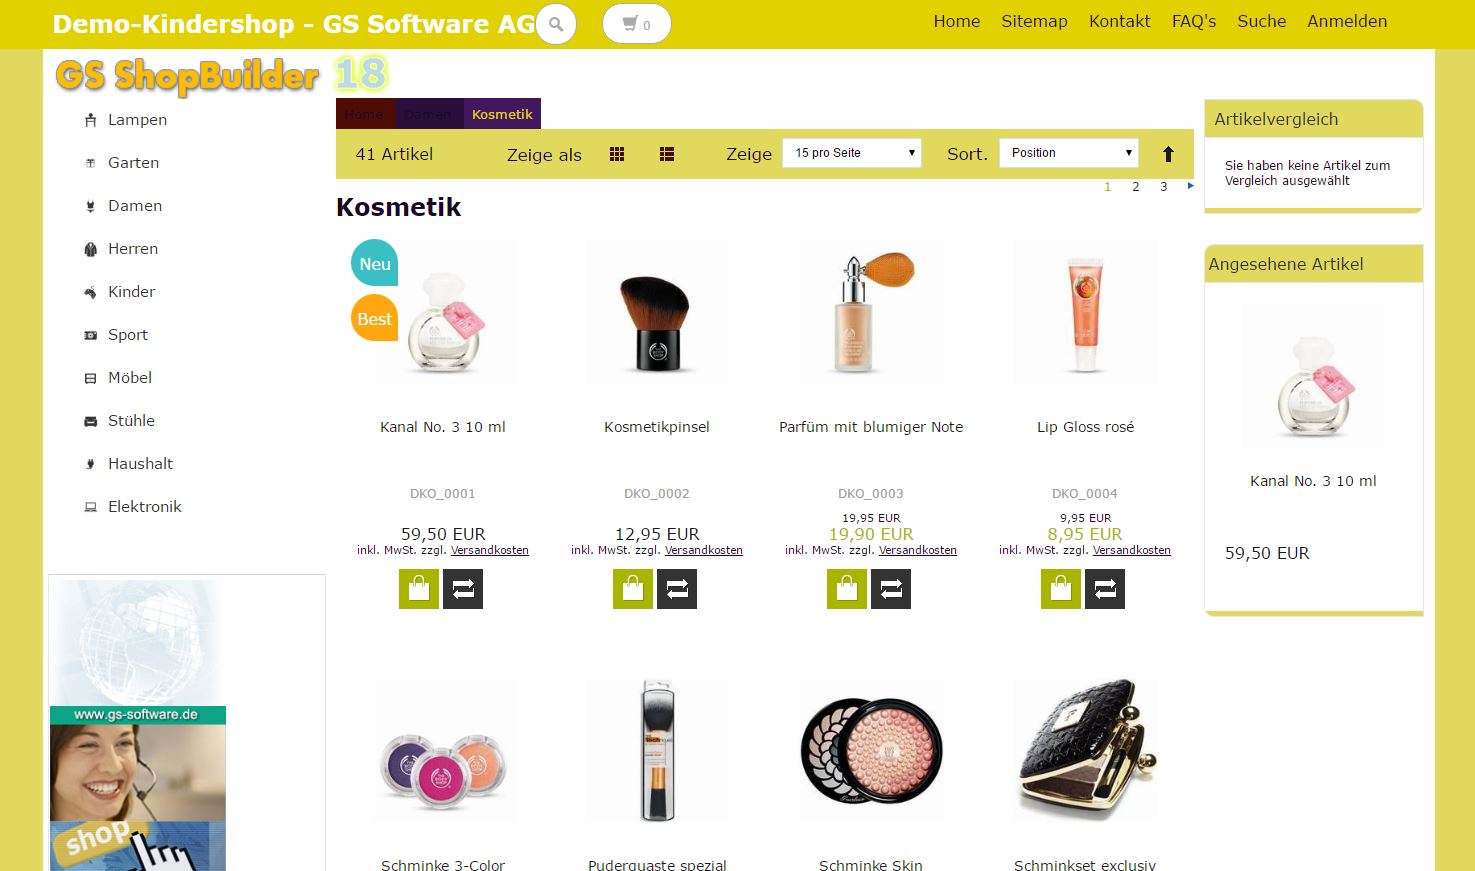 Demo-Kindershop - GS Software AG
0
Home Sitemap Kontakt FAQ's Suche Anmelden
GS ShopBuilder 18
Lampen
Garten
Damen
Herren
Kinder
Sport
Möbel
Stühle
Haushalt
Elektronik
www.gs-software.de
shop
Home Damen Kosmetik
41 Artikel Zeige als Zeige 15 pro Seite Sort. Position
1 2 3
Kosmetik
Neu
Best
Kanal No. 3 10 ml
DKO_0001
59,50 EUR
inkl. MwSt. zzgl. Versandkosten
Kosmetikpinsel
DKO_0002
12,95 EUR
inkl. MwSt. zzgl. Versandkosten
Parfüm mit blumiger Note
DKO_0003
19,95 EUR
19,90 EUR
inkl. MwSt. zzgl. Versandkosten
Lip Gloss rosé
DKO_0004
9,95 EUR
8,95 EUR
inkl. MwSt. zzgl. Versandkosten
Schminke 3-Color
Puderquaste spezial
Schminke Skin
Schminkset exclusiv
Artikelvergleich
Sie haben keine Artikel zum
Vergleich ausgewählt
Angesehene Artikel
Kanal No. 3 10 ml
59,50 EUR